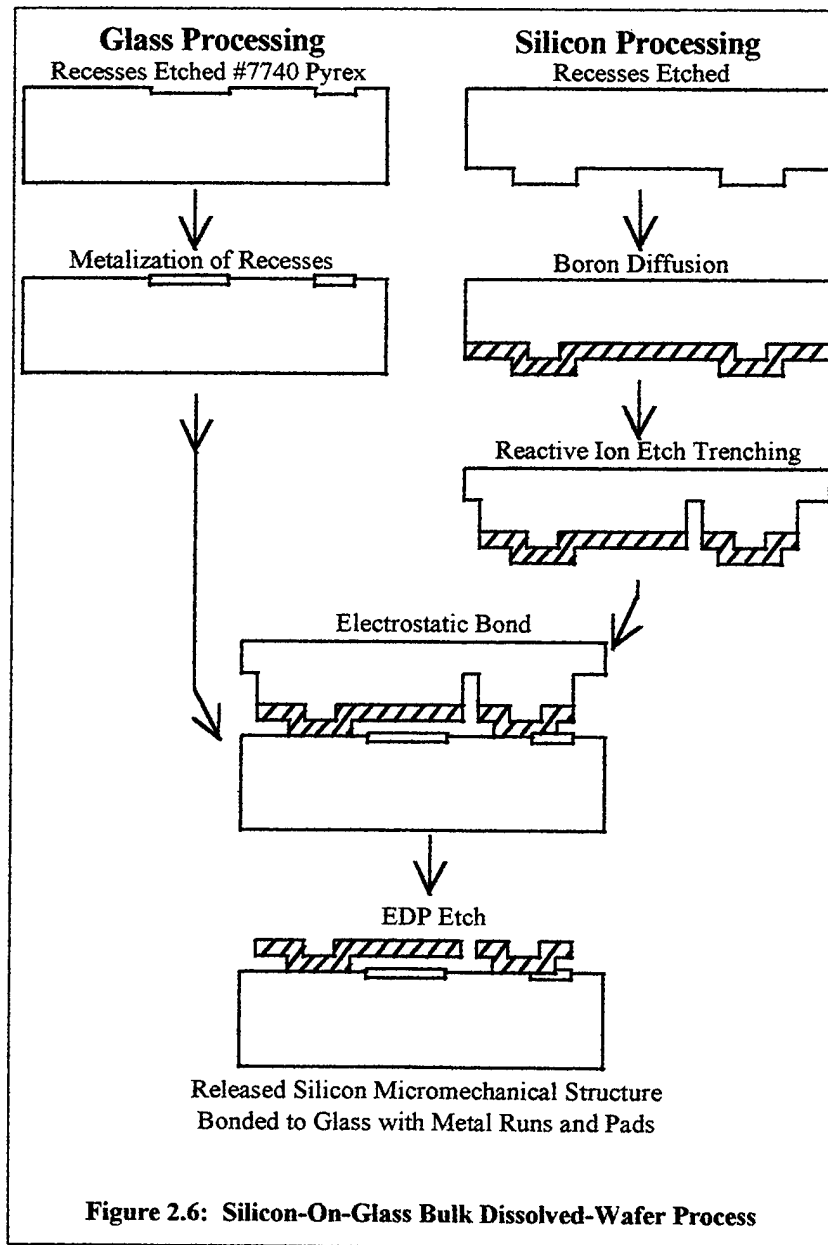 Glass Processing
Recesses Etched #7740 Pyrex
Metalization of Recesses
Silicon Processing
Recesses Etched
Boron Diffusion
Reactive Ion Etch Trenching
Electrostatic Bond
EDP Etch
Released Silicon Micromechanical Structure
Bonded to Glass with Metal Runs and Pads
Figure 2.6: Silicon-On-Glass Bulk Dissolved-Wafer Process